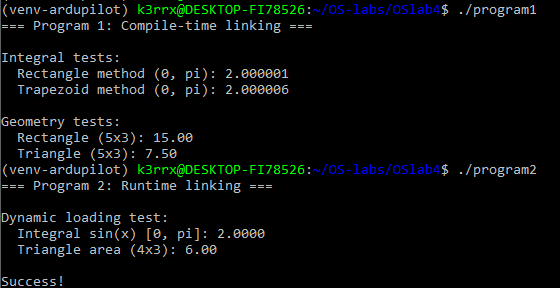 (venv-ardupilot) k3rrx@DESKTOP-FI78526:~/OS-labs/OSlab4$ ./program1
=== Program 1: Compile-time linking ===
Integral tests:
  Rectangle method (0, pi): 2.000001
  Trapezoid method (0, pi): 2.000006
Geometry tests:
  Rectangle (5x3): 15.00
  Triangle (5x3): 7.50
(venv-ardupilot) k3rrx@DESKTOP-FI78526:~/OS-labs/OSlab4$ ./program2
=== Program 2: Runtime linking ===
Dynamic loading test:
  Integral sin(x) [0, pi]: 2.0000
  Triangle area (4x3): 6.00
Success!